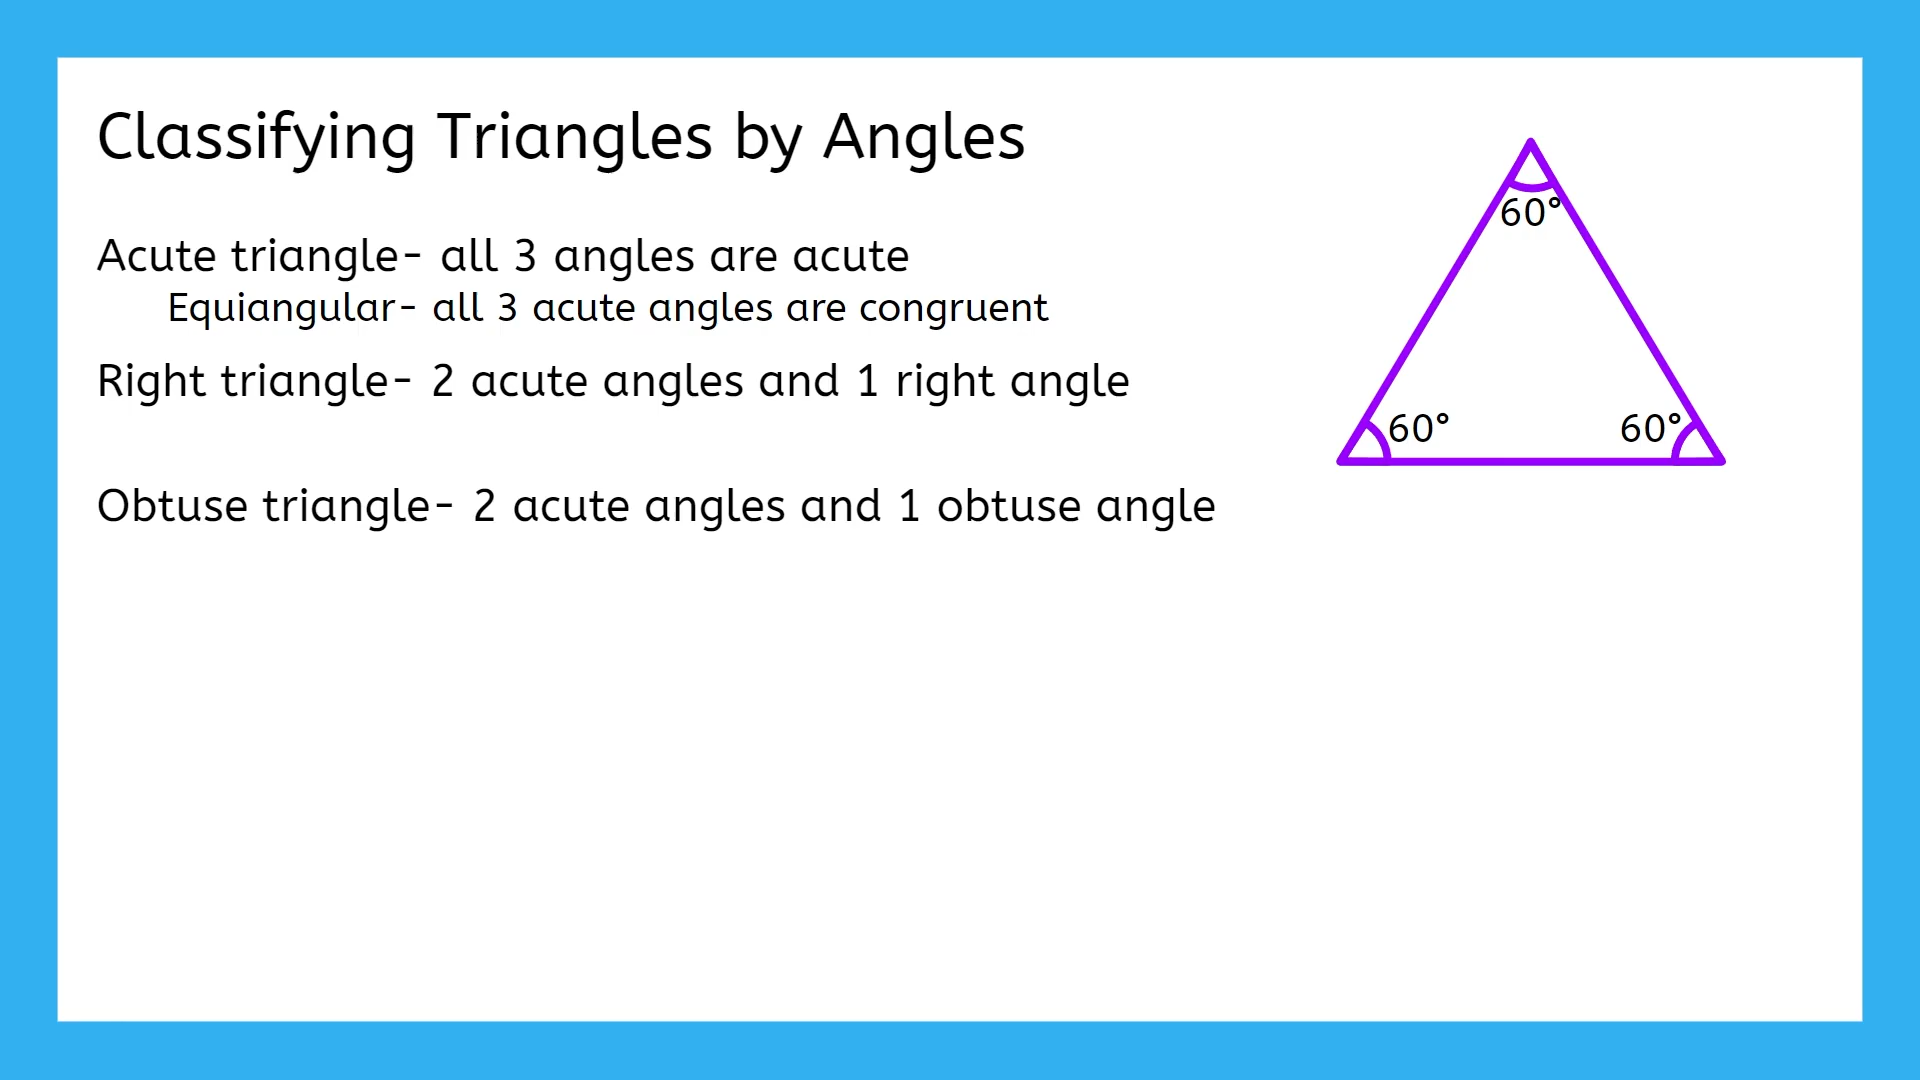 Classifying Triangles by Angles
Acute triangle- all 3 angles are acute
Equiangular- all 3 acute angles are congruent
Right triangle- 2 acute angles and 1 right angle
Obtuse triangle- 2 acute angles and 1 obtuse angle
60°
60°
60°